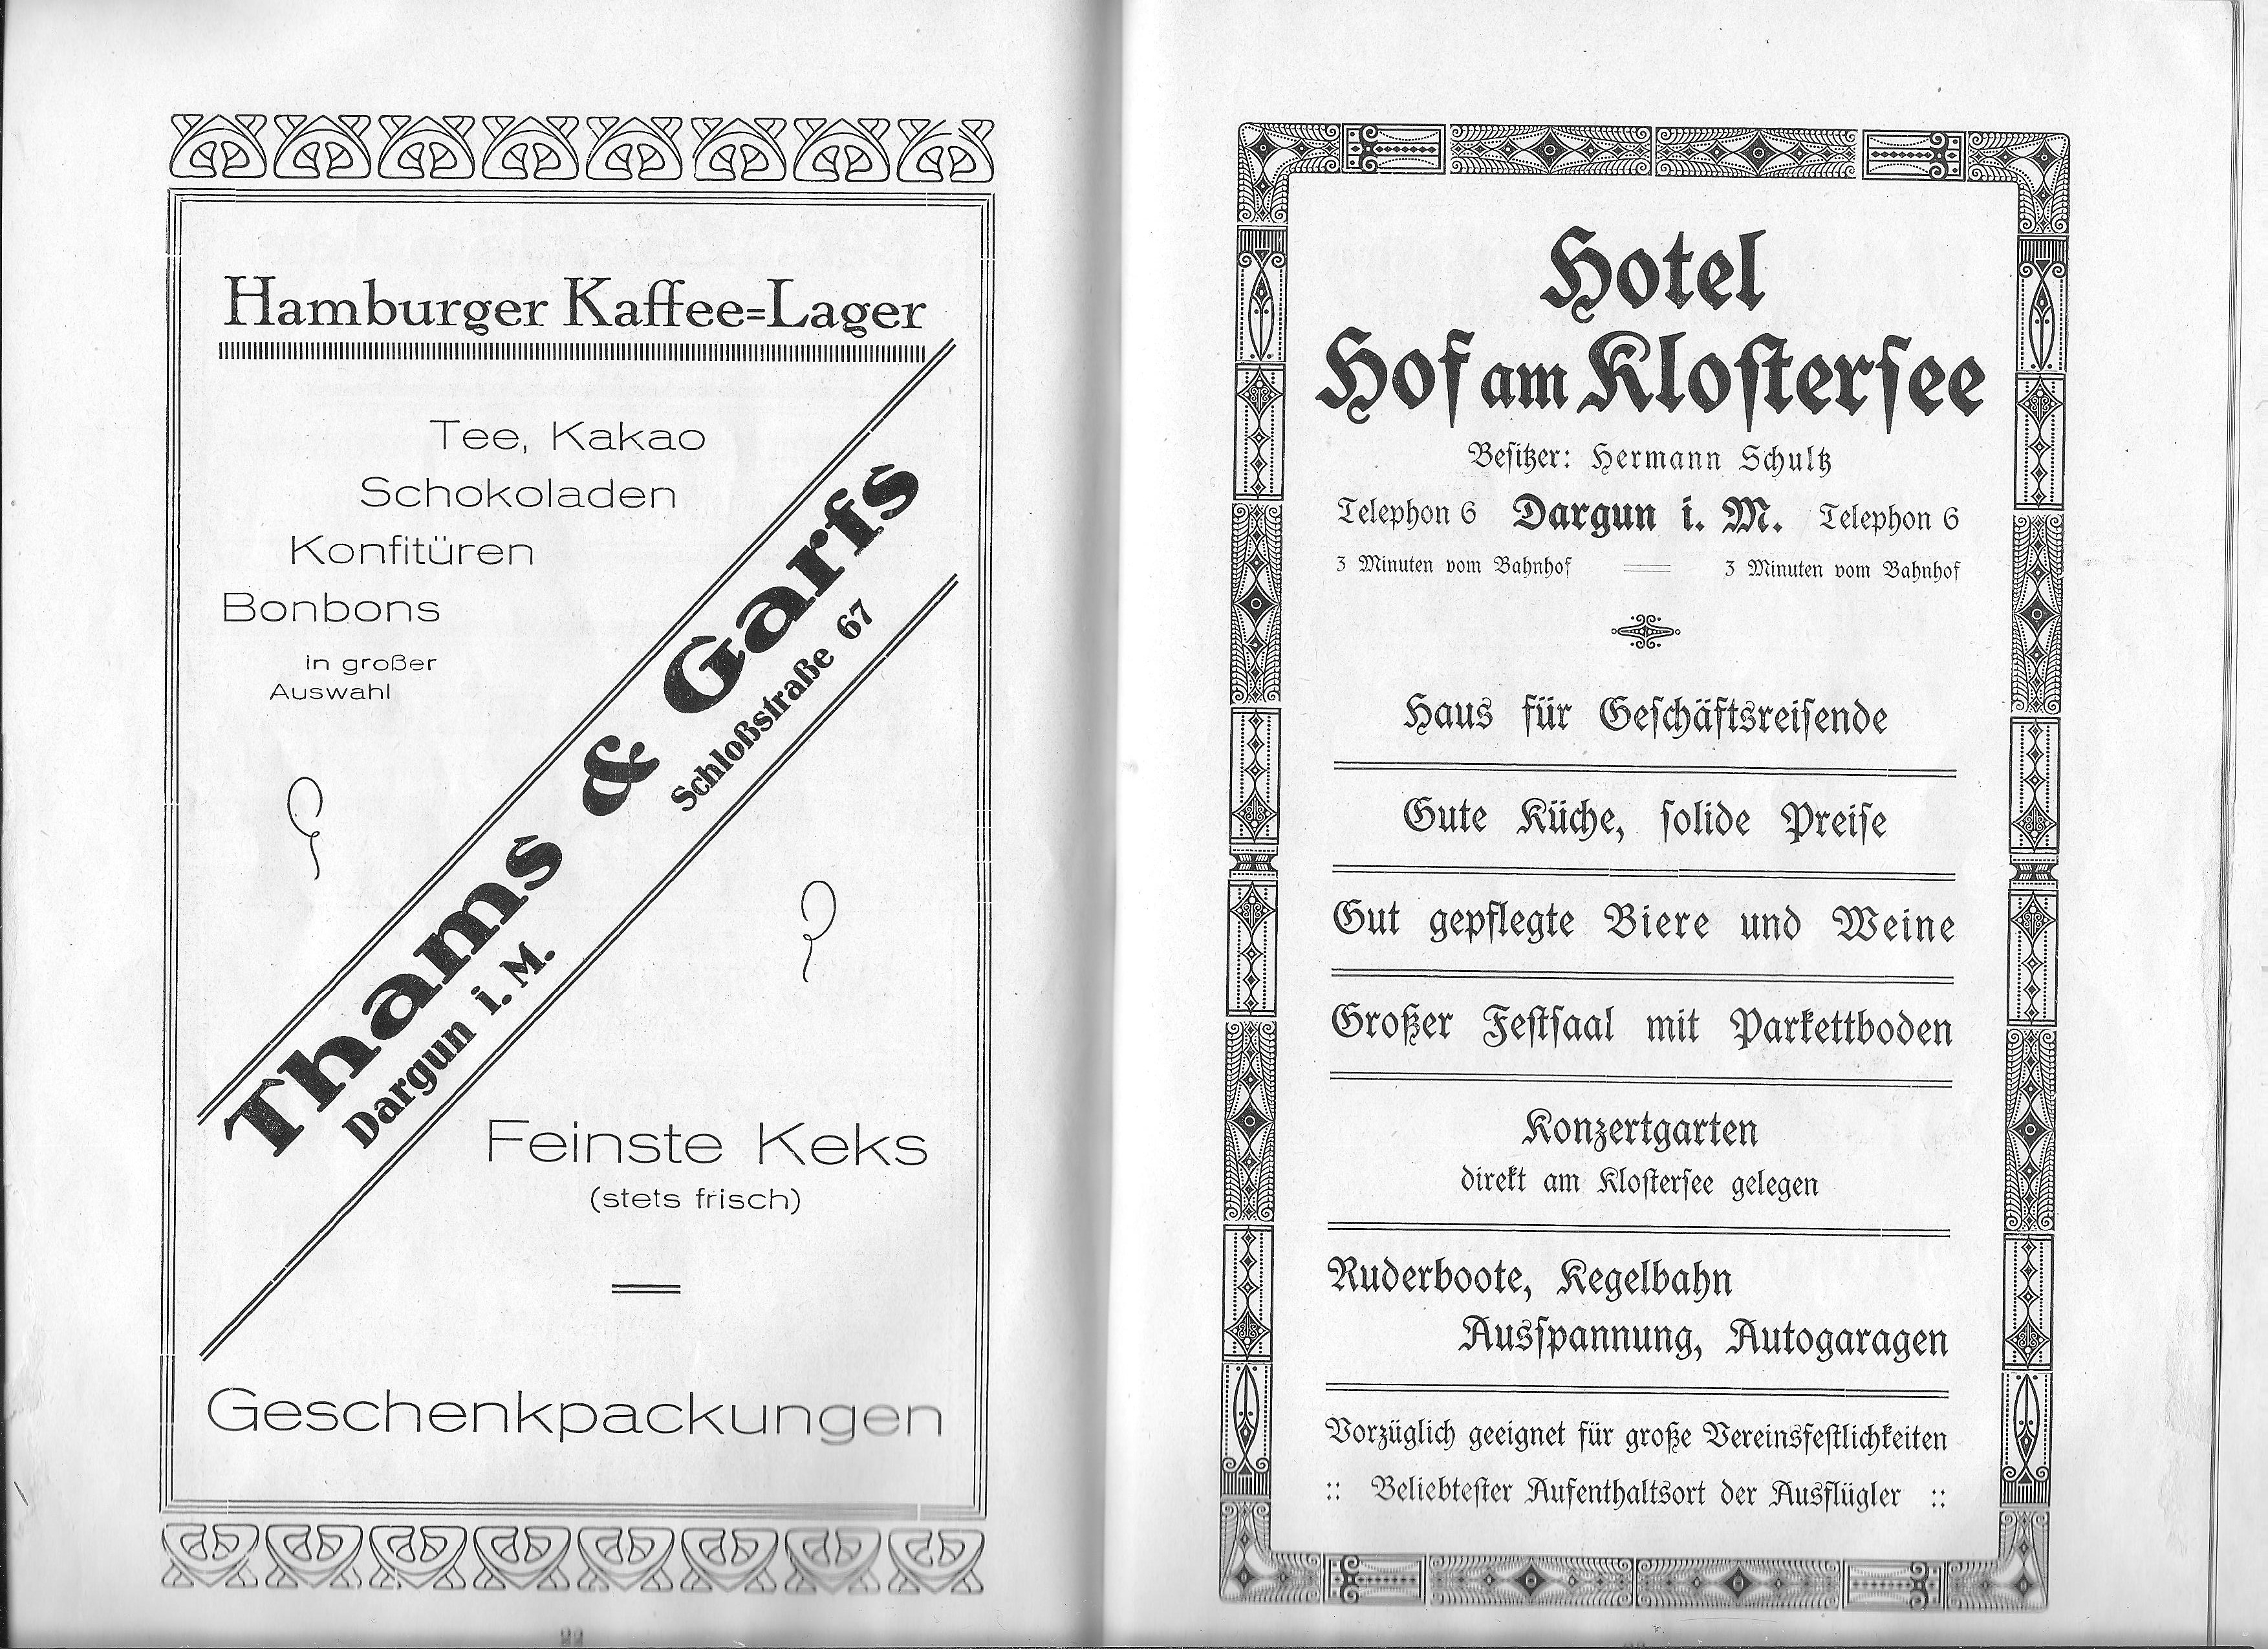 Hamburger Kaffee=Lager
Tee, Kakao
Schokoladen
Konfitüren
Bonbons
in großer
Auswahl
Thams & Garfs
Dargun i. M.
Schloßstraße 67
Feinste Keks
(stets frisch)
Geschenkpackungen
Hotel
Hof am Kloſterſee
Beſitzer: Hermann Schultz
Telephon 6 Dargun i. M. Telephon 6
3 Minuten vom Bahnhof 3 Minuten vom Bahnhof
Haus für Geſchäftsreiſende
Gute Küche, ſolide Preiſe
Gut gepflegte Biere und Weine
Großer Feſtſaal mit Parkettboden
Konzertgarten
direkt am Kloſterſee gelegen
Ruderboote, Kegelbahn
Ausſpannung, Autogaragen
Vorzüglich geeignet für große Vereinsfeſtlichkeiten
:: Beliebteſter Aufenthaltsort der Ausflügler ::